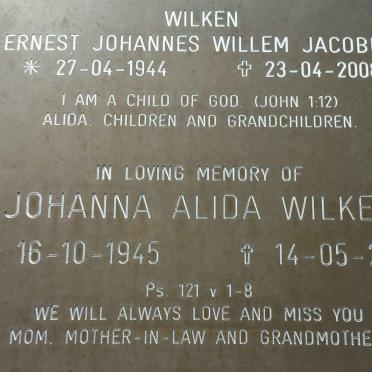 WILKEN
ERNEST JOHANNES WILLEM JACOBU
* 27-04-1944 ✝ 23-04-2008
I AM A CHILD OF GOD. (JOHN 1:12)
ALIDA. CHILDREN AND GRANDCHILDREN.
IN LOVING MEMORY OF
JOHANNA ALIDA WILKE
16-10-1945 ✝ 14-05-2
Ps. 121 v 1-8
WE WILL ALWAYS LOVE AND MISS YOU
MOM, MOTHER-IN-LAW AND GRANDMOTHE